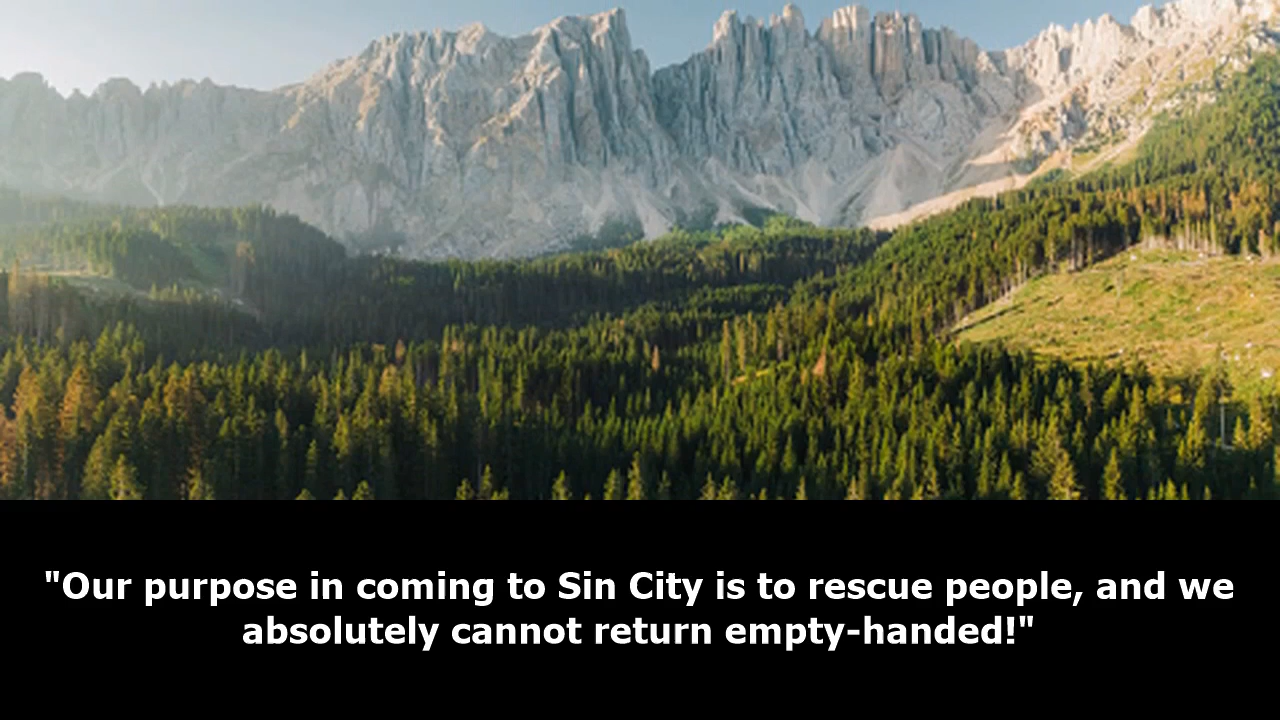 "Our purpose in coming to Sin City is to rescue people, and we
absolutely cannot return empty-handed!"